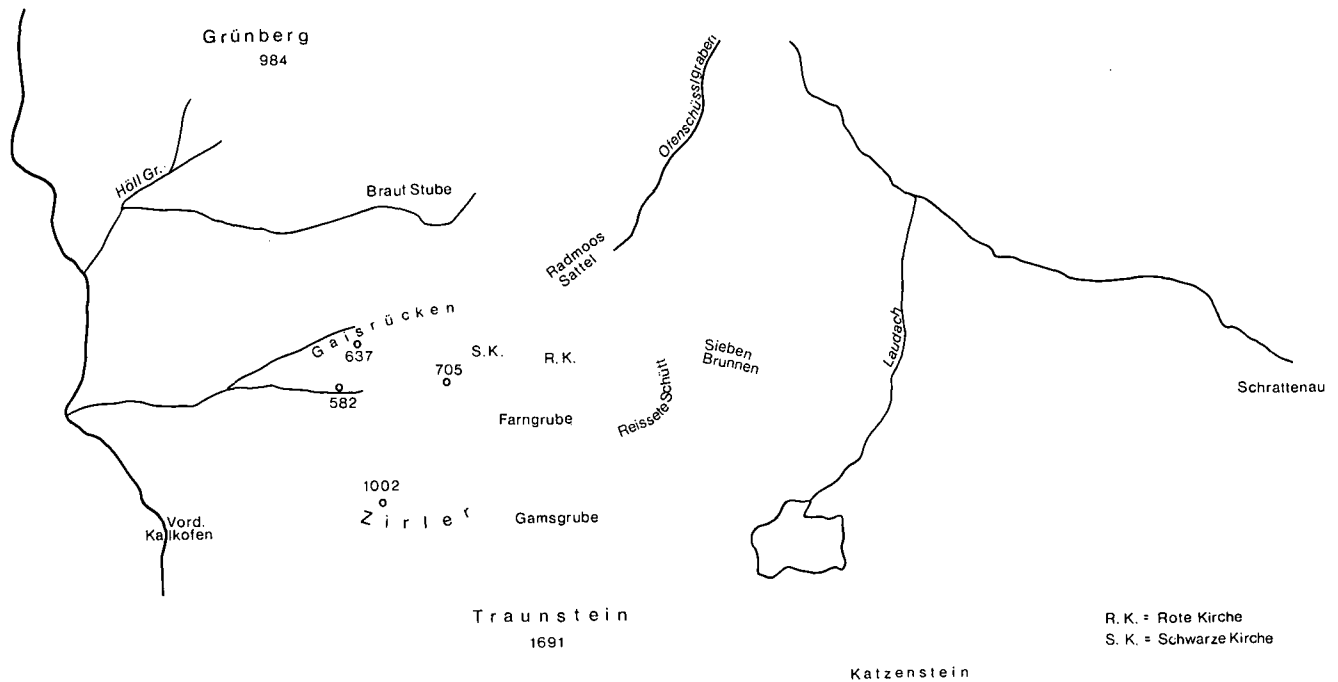 Grünberg
984
Ofenschüsslgraben
Höll Gr.
Braut Stube
Radmoos
Sattel
Gaisrücken
637
S.K.
R.K.
Sieben
Brunnen
Laudach
705
582
Schrattenau
Farngrube
Reissete Schütt
1002
Zirler
Gamsgrube
Vord.
Kalkofen
Traunstein
1691
R.K. = Rote Kirche
S.K. = Schwarze Kirche
Katzenstein